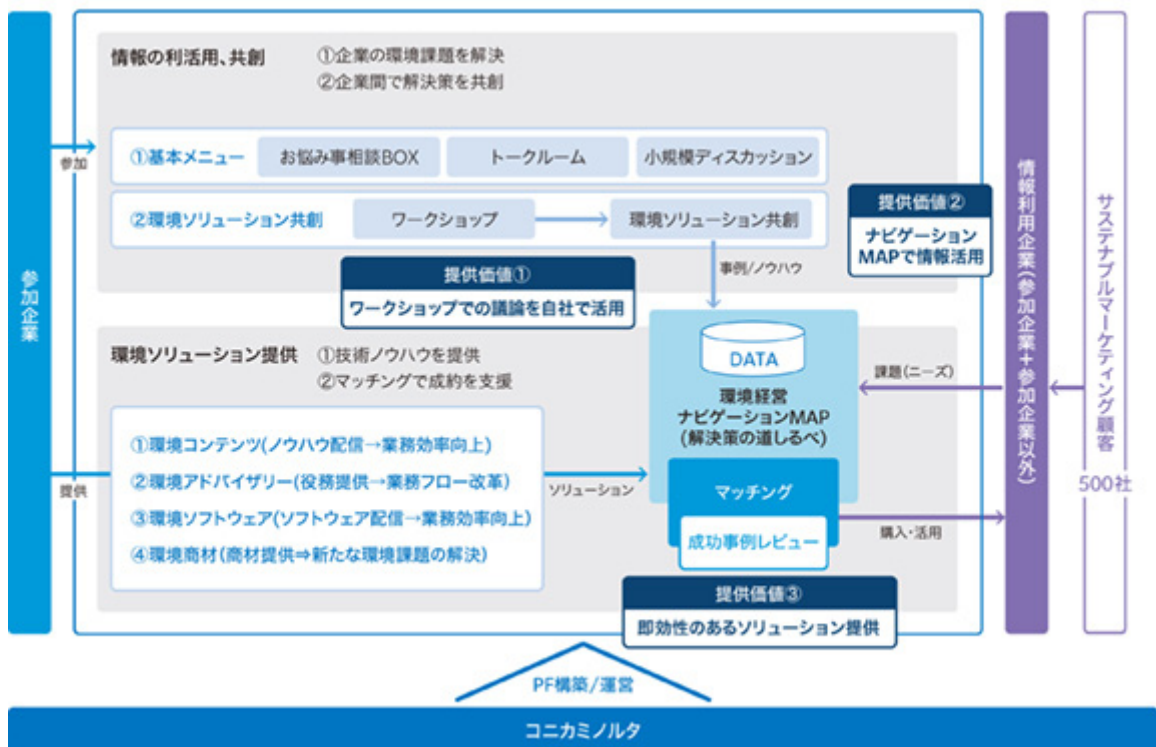 情報の利活用、共創
①企業の環境課題を解決
②企業間で解決策を共創
参加
①基本メニュー
お悩み事相談BOX
トークルーム
小規模ディスカッション
②環境ソリューション共創
ワークショップ
環境ソリューション共創
提供価値②
ナビゲーション
MAPで情報活用
事例/ノウハウ
提供価値①
ワークショップでの議論を自社で活用
参加企業
環境ソリューション提供
①技術ノウハウを提供
②マッチングで成約を支援
DATA
環境経営
ナビゲーションMAP
(解決策の道しるべ)
課題(ニーズ)
①環境コンテンツ(ノウハウ配信→業務効率向上)
②環境アドバイザリー(役務提供→業務フロー改革)
③環境ソフトウェア(ソフトウェア配信→業務効率向上)
④環境商材(商材提供⇒新たな環境課題の解決)
提供
ソリューション
マッチング
成功事例レビュー
購入・活用
提供価値③
即効性のあるソリューション提供
情報利用企業(参加企業+参加企業以外)
サステナブルマーケティング顧客
500社
PF構築/運営
コニカミノルタ